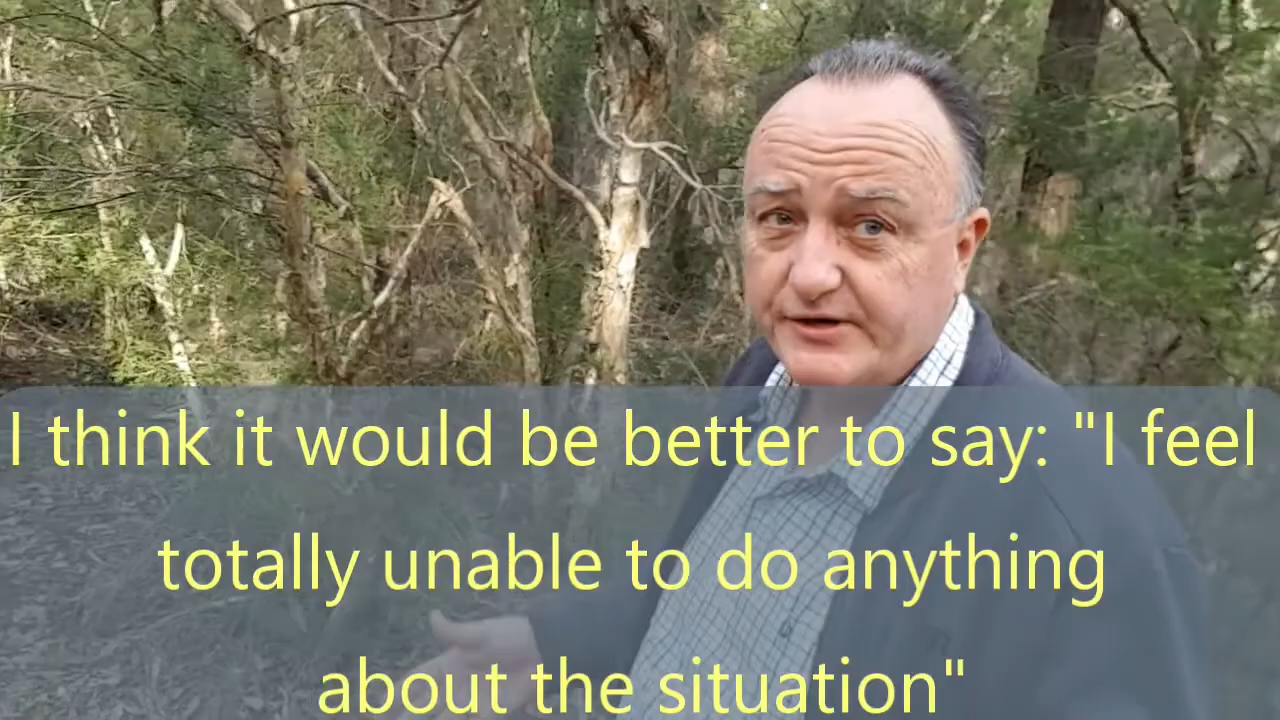 I think it would be better to say: "I feel
totally unable to do anything
about the situation"